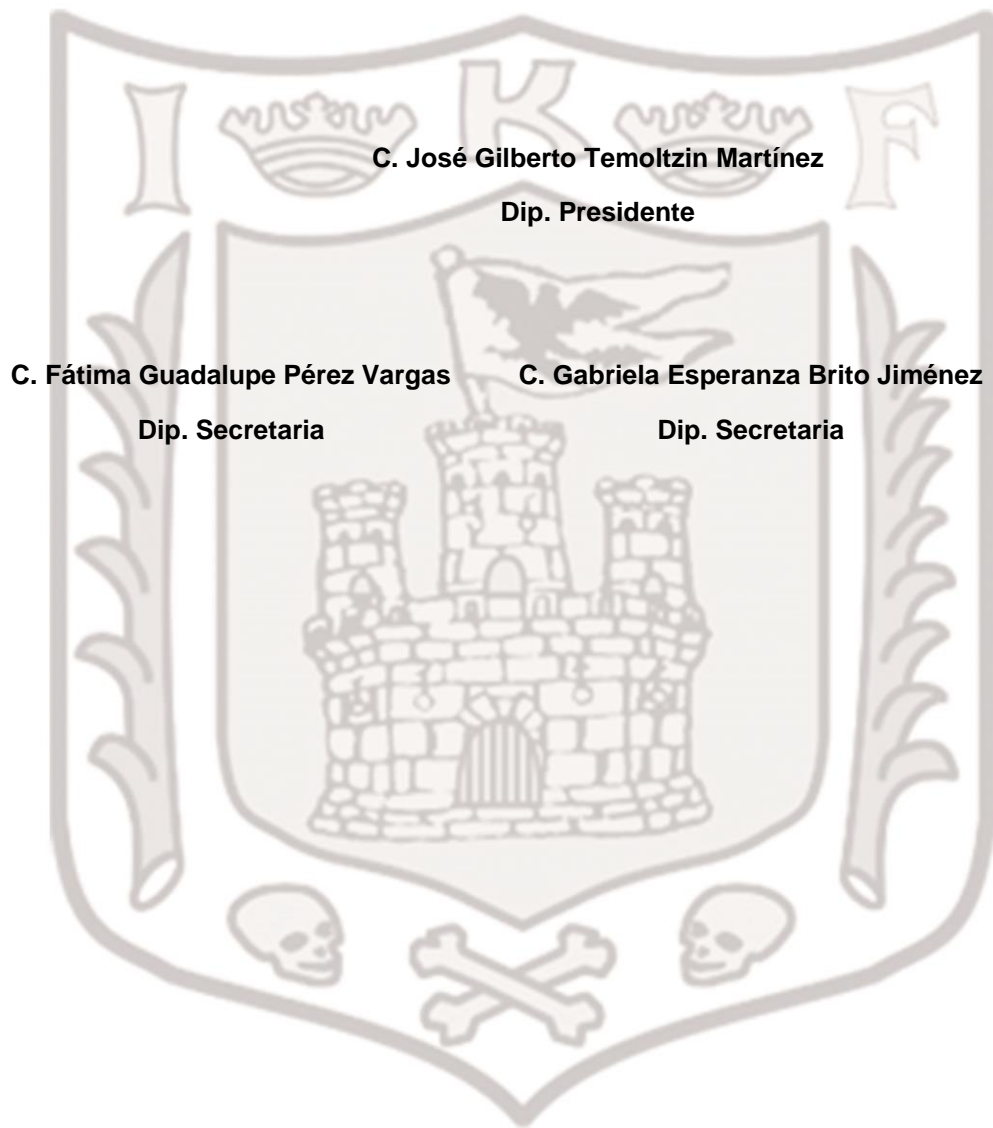 I K F
C. José Gilberto Temoltzin Martínez
Dip. Presidente
C. Fátima Guadalupe Pérez Vargas C. Gabriela Esperanza Brito Jiménez
Dip. Secretaria Dip. Secretaria